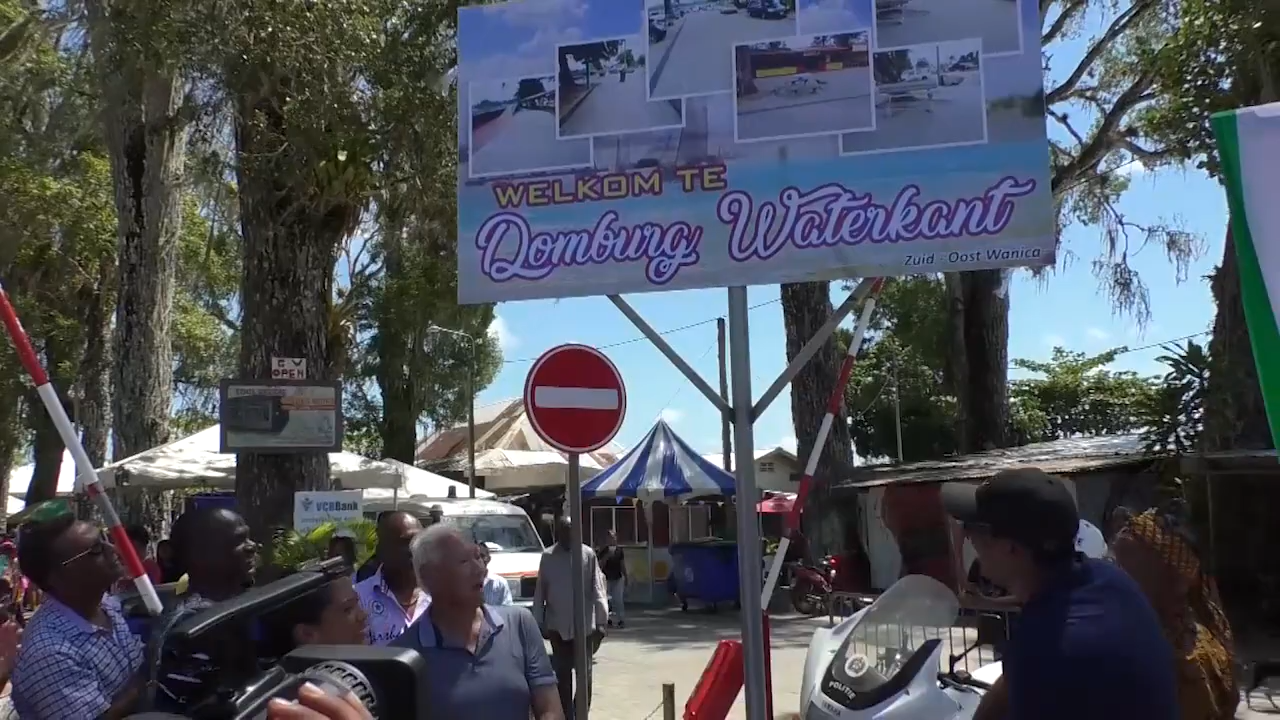 WELKOM TE
Domburg Waterkant
Zuid - Oost Wanica
C V
OPEN
VCBBank
POLITIE